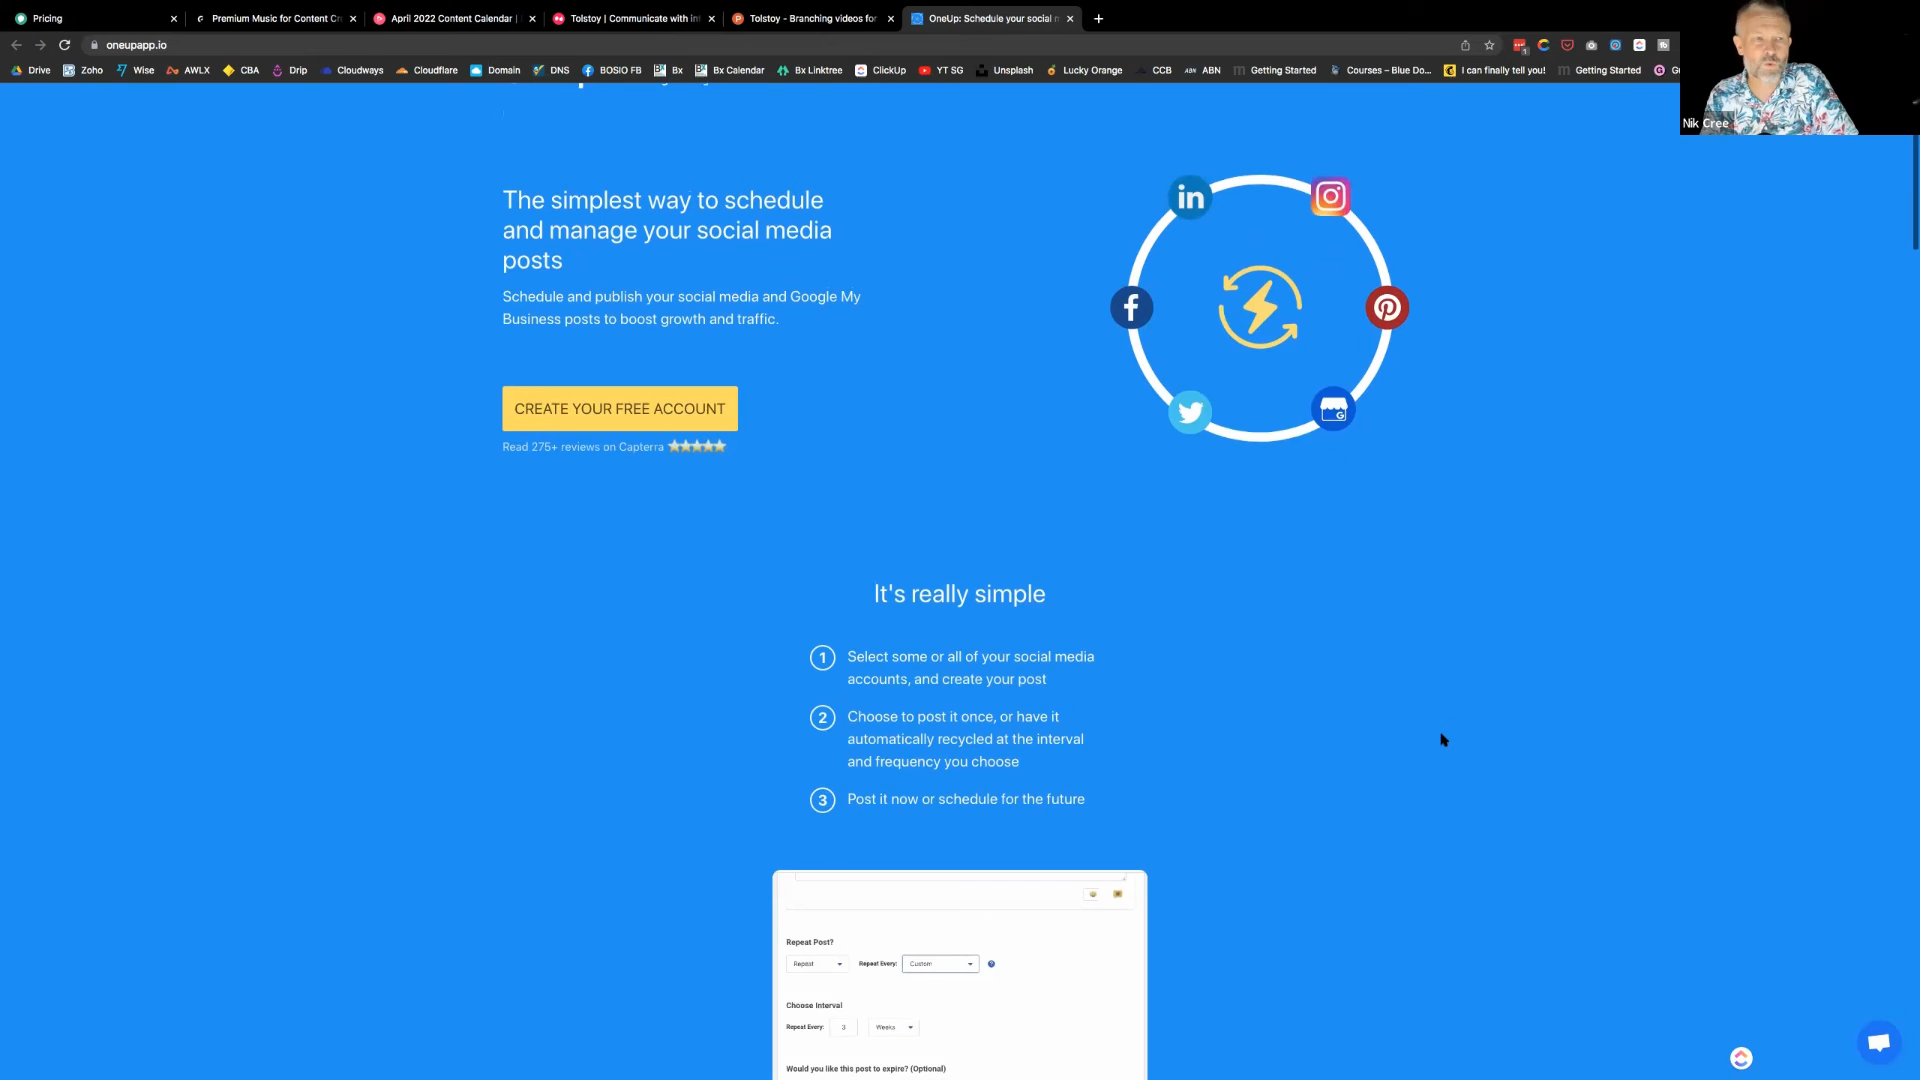 Pricing
Premium Music for Content Cr
April 2022 Content Calendar |
Tolstoy | Communicate with int
Tolstoy - Branching videos for
OneUp: Schedule your social m
oneupapp.io
Drive
Zoho
Wise
AWLX
CBA
Drip
Cloudways
Cloudflare
Domain
DNS
BOSIO FB
Bx
Bx Calendar
Bx Linktree
ClickUp
YT SG
Unsplash
Lucky Orange
CCB
ABN ABN
Getting Started
Courses – Blue Do...
I can finally tell you!
Getting Started
Nik Cree
The simplest way to schedule
and manage your social media
posts
Schedule and publish your social media and Google My
Business posts to boost growth and traffic.
CREATE YOUR FREE ACCOUNT
Read 275+ reviews on Capterra
in
f
G
It's really simple
1 Select some or all of your social media
accounts, and create your post
2 Choose to post it once, or have it
automatically recycled at the interval
and frequency you choose
3 Post it now or schedule for the future
Repeat Post?
Repeat
Repeat Every:
Custom
?
Choose Interval
Repeat Every:
3
Weeks
Would you like this post to expire? (Optional)